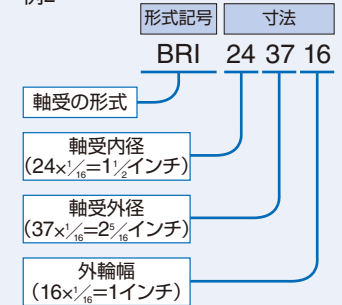 形式記号 寸法
BRI 24 37 16
軸受の形式
軸受内径
(24×1/16=1 1/2インチ)
軸受外径
(37×1/16=2 5/16インチ)
外輪幅
(16×1/16=1インチ)